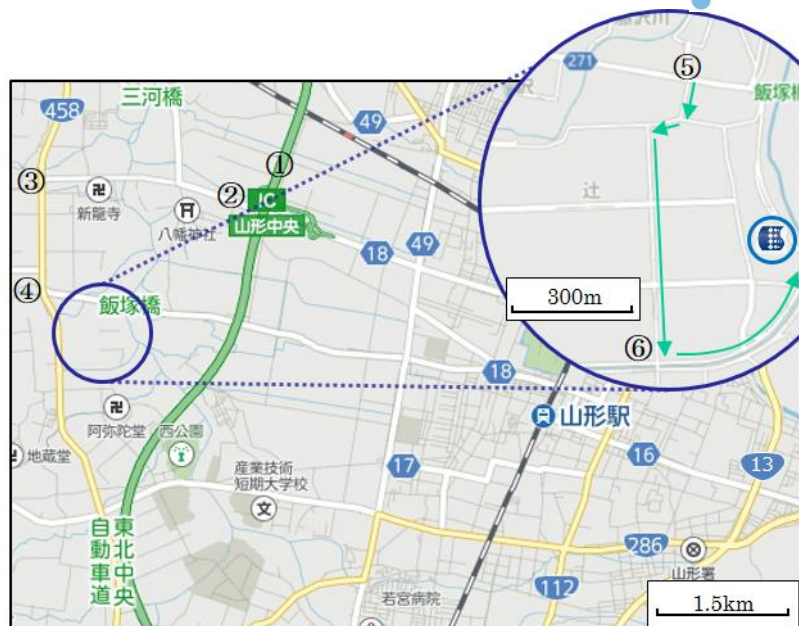 三河橋
458
49
①
③
②
IC
卍
新龍寺
八幡神社
山形中央
18
49
④
飯塚橋
271
⑤
辻
300m
⑥
18
山形駅
卍
阿弥陀堂
西公園
卍
地蔵堂
産業技術
短期大学校
文
17
16
13
東北中央
自動車道
286
山形署
112
若宮病院
1.5km